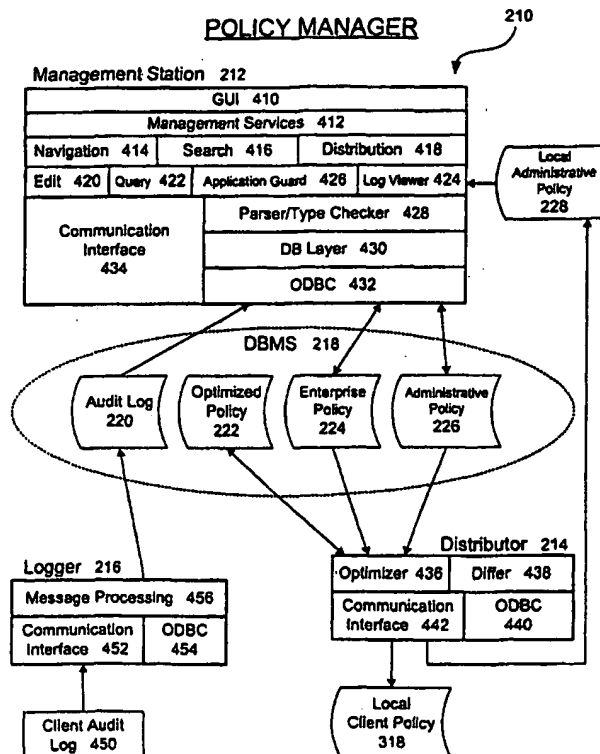 POLICY MANAGER
210
Management Station 212
GUI 410
Management Services 412
Navigation 414
Search 416
Distribution 418
Edit 420
Query 422
Application Guard 426
Log Viewer 424
Communication
Interface
434
Parser/Type Checker 428
DB Layer 430
ODBC 432
Local
Administrative
Policy
228
DBMS 218
Audit Log
220
Optimized
Policy
222
Enterprise
Policy
224
Administrative
Policy
226
Logger 216
Message Processing 456
Communication
Interface 452
ODBC
454
Client Audit
Log 450
Distributor 214
Optimizer 436
Differ 438
Communication
Interface 442
ODBC
440
Local
Client Policy
318